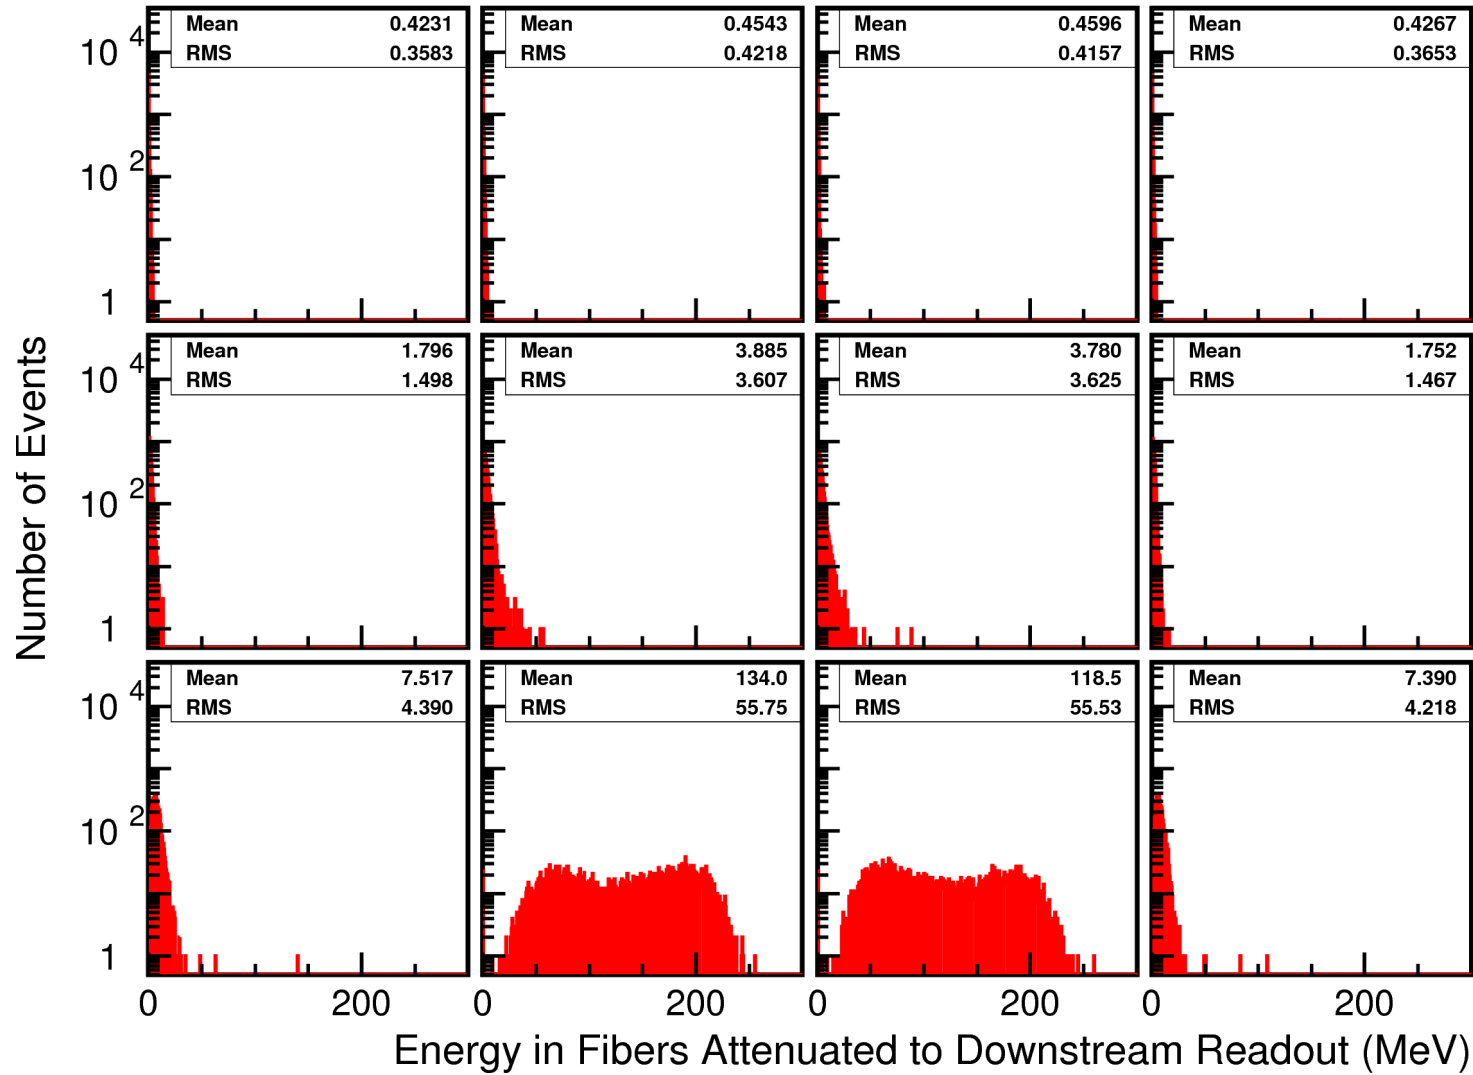 Mean 0.4231 Mean 0.4543 Mean 0.4596 Mean 0.4267
10 4 RMS 0.3583 RMS 0.4218 RMS 0.4157 RMS 0.3653
10 2
1
Mean 1.796 Mean 3.885 Mean 3.780 Mean 1.752
10 4 RMS 1.498 RMS 3.607 RMS 3.625 RMS 1.467
10 2
1
Number of Events
Mean 7.517 Mean 134.0 Mean 118.5 Mean 7.390
10 4 RMS 4.390 RMS 55.75 RMS 55.53 RMS 4.218
10 2
1
0 200 0 200 0 200 0 200
Energy in Fibers Attenuated to Downstream Readout (MeV)